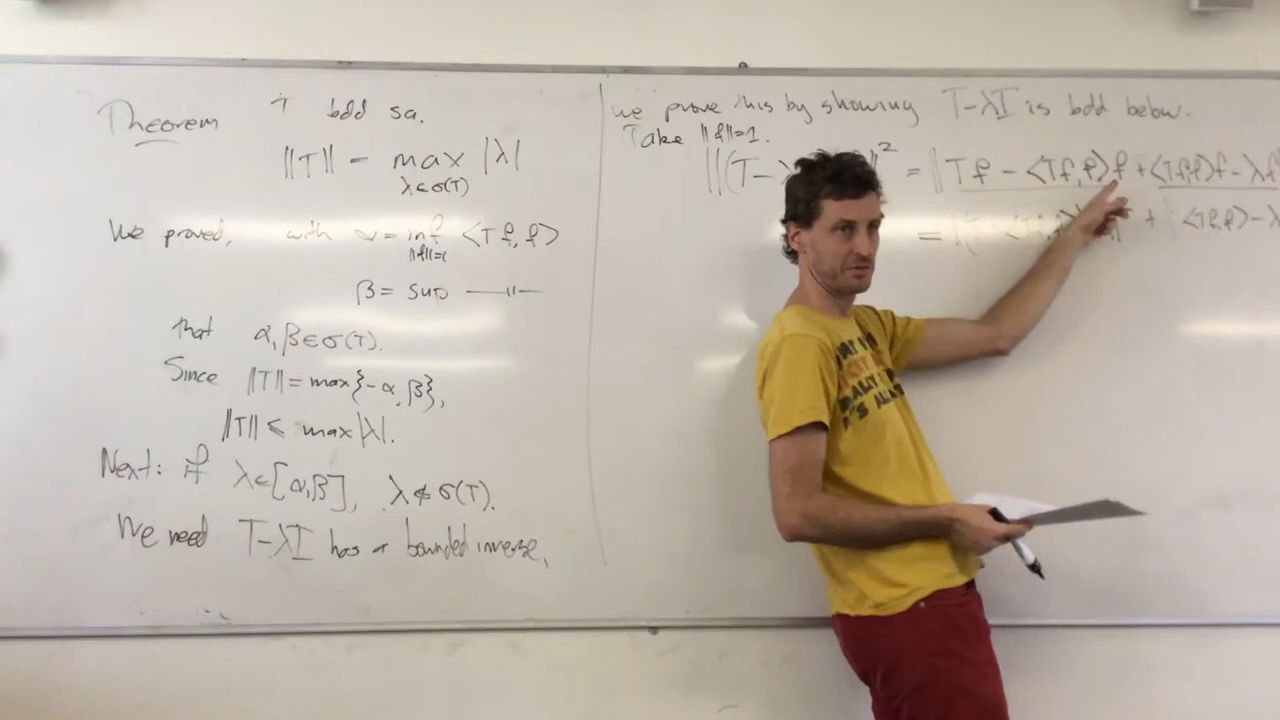 Theorem T bdd sa.
||T|| = max |λ|
λ∈σ(T)
We proved, with α = inf <Tf, f>
||f||=1
β = sup —||—
that α, β ∈ σ(T).
Since ||T|| = max{-α, β},
||T|| ≤ max|λ|.
Next: if λ∈[α,β], λ∉σ(T).
We need T-λI has a bounded inverse,
we prove this by showing T-λI is bdd below.
Take ||f||=1.
||(T-λ ||² = || Tf - <Tf,f>f + <Tf,f>f - λf
= || <Tf,f> + | <Tf,f> - λ